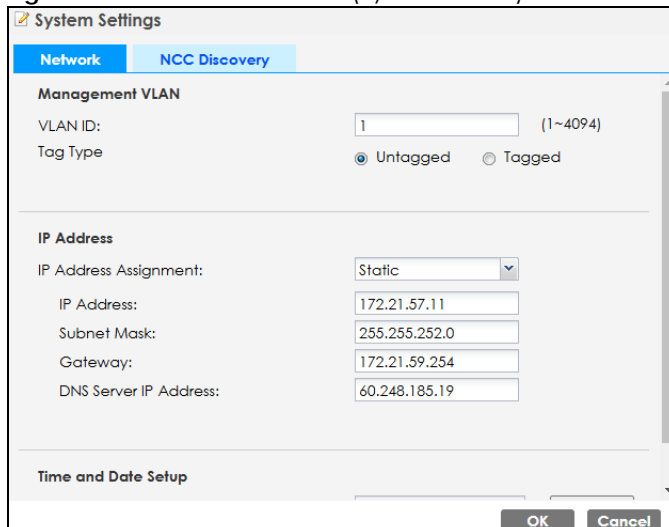 System Settings
Network NCC Discovery
Management VLAN
VLAN ID: 1 (1~4094)
Tag Type Untagged Tagged
IP Address
IP Address Assignment: Static
IP Address: 172.21.57.11
Subnet Mask: 255.255.252.0
Gateway: 172.21.59.254
DNS Server IP Address: 60.248.185.19
Time and Date Setup
OK Cancel